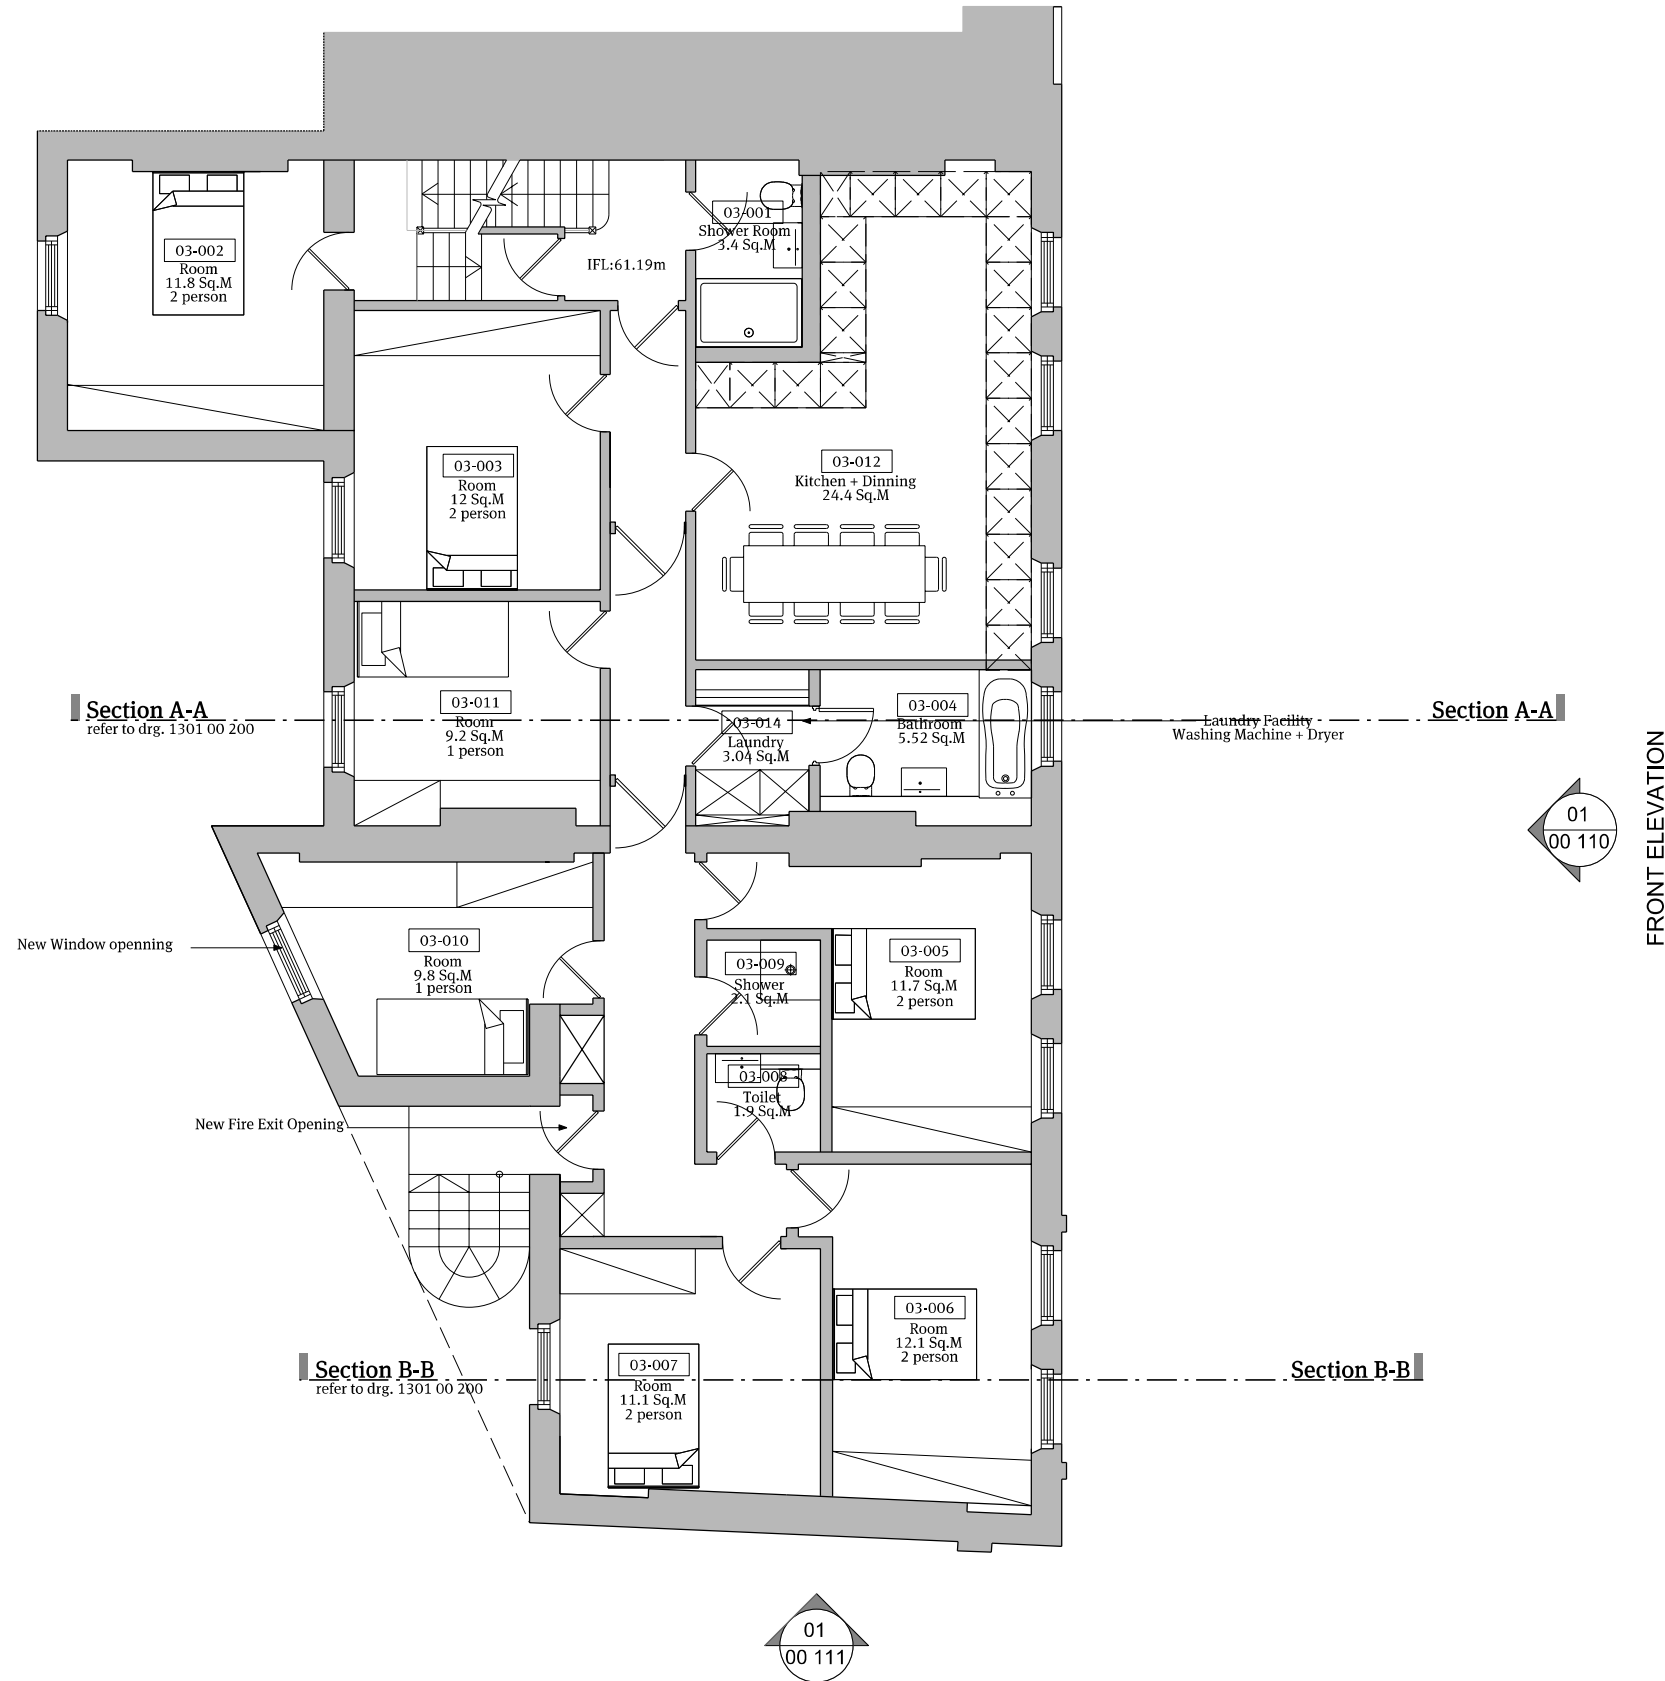 03-001
Shower Room
3.4 Sq.M
03-002
Room
11.8 Sq.M
2 person
IFL:61.19m
03-003
Room
12 Sq.M
2 person
03-012
Kitchen + Dinning
24.4 Sq.M
03-011
Room
9.2 Sq.M
1 person
03-014
Laundry
3.04 Sq.M
03-004
Bathroom
5.52 Sq.M
Section A-A
refer to drg. 1301 00 200
Section A-A
Laundry Facility
Washing Machine + Dryer
01
00 110
FRONT ELEVATION
New Window openning
03-010
Room
9.8 Sq.M
1 person
03-009
Shower
2.1 Sq.M
03-005
Room
11.7 Sq.M
2 person
03-008
Toilet
1.9 Sq.M
New Fire Exit Opening
03-006
Room
12.1 Sq.M
2 person
03-007
Room
11.1 Sq.M
2 person
Section B-B
refer to drg. 1301 00 200
Section B-B
01
00 111